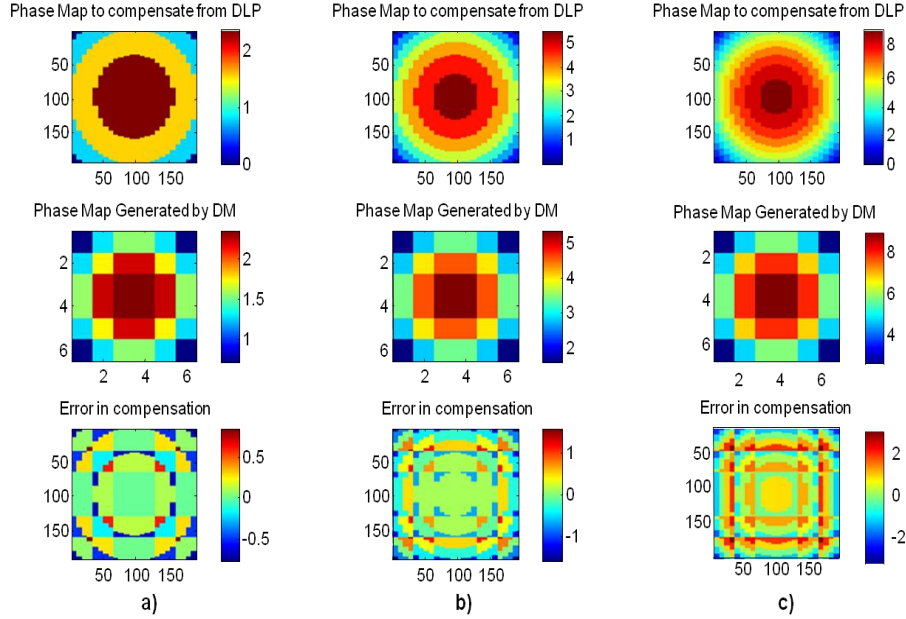 Phase Map to compensate from DLP
50
100
150
50 100 150
2
1
0
Phase Map to compensate from DLP
50
100
150
50 100 150
5
4
3
2
1
Phase Map to compensate from DLP
50
100
150
50 100 150
8
6
4
2
0
Phase Map Generated by DM
2
4
6
2 4 6
2
1.5
1
Phase Map Generated by DM
2
4
6
2 4 6
5
4
3
2
Phase Map Generated by DM
2
4
6
2 4 6
8
6
4
Error in compensation
50
100
150
50 100 150
0.5
0
-0.5
Error in compensation
50
100
150
50 100 150
1
0
-1
Error in compensation
50
100
150
50 100 150
2
0
-2
a)
b)
c)